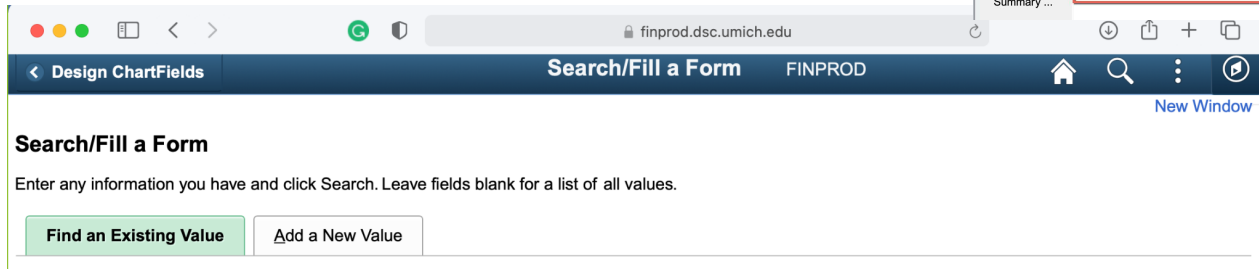 Summary ...
finprod.dsc.umich.edu
Design ChartFields
Search/Fill a Form
FINPROD
New Window
Search/Fill a Form
Enter any information you have and click Search. Leave fields blank for a list of all values.
Find an Existing Value
Add a New Value